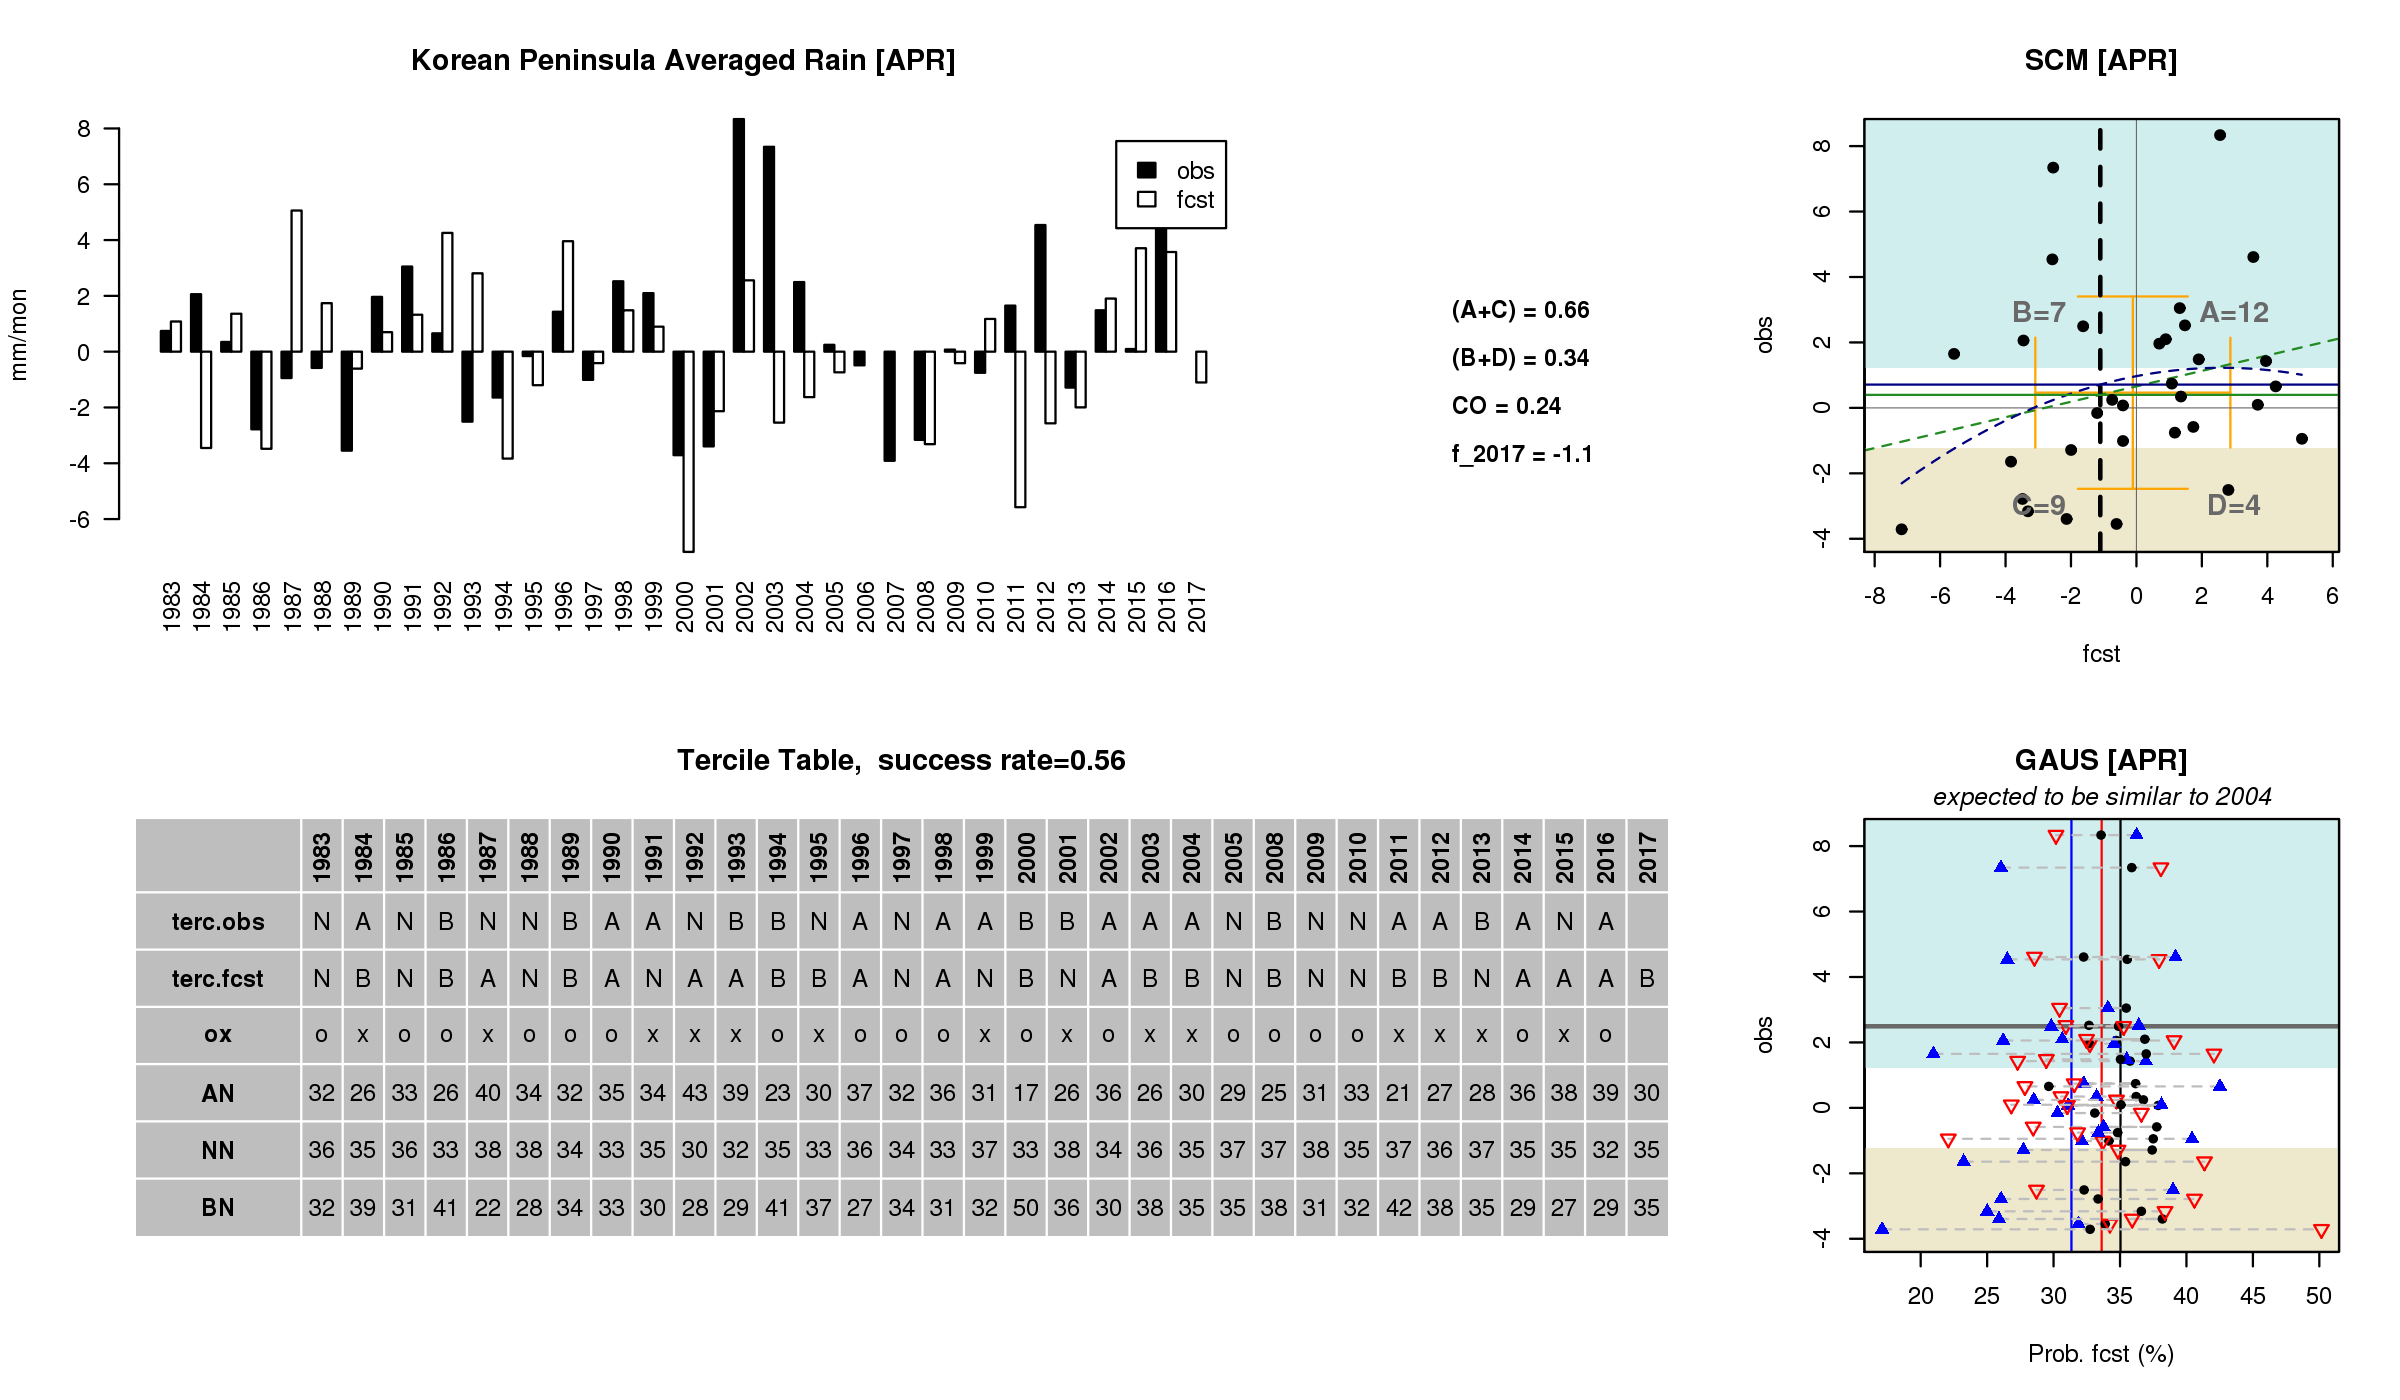 Korean Peninsula Averaged Rain [APR]
mm/mon
8
6
4
2
0
-2
-4
-6
obs
fcst
1983 1984 1985 1986 1987 1988 1989 1990 1991 1992 1993 1994 1995 1996 1997 1998 1999 2000 2001 2002 2003 2004 2005 2006 2007 2008 2009 2010 2011 2012 2013 2014 2015 2016 2017
(A+C) = 0.66
(B+D) = 0.34
CO = 0.24
f_2017 = -1.1
SCM [APR]
obs
8
6
4
2
0
-2
-4
B=7 A=12
C=9 D=4
-8 -6 -4 -2 0 2 4 6
fcst
Tercile Table,  success rate=0.56
1983 1984 1985 1986 1987 1988 1989 1990 1991 1992 1993 1994 1995 1996 1997 1998 1999 2000 2001 2002 2003 2004 2005 2008 2009 2010 2011 2012 2013 2014 2015 2016 2017
terc.obs N A N B N N B A A N B B N A N A A B B A A A N B N N A A B A N A
terc.fcst N B N B A N B A N A A B B A N A N B N A B B N B N N B B N A A A B
ox o x o o x o o o x x x o x o o o x o x o x x o o o o x x x o x o
AN 32 26 33 26 40 34 32 35 34 43 39 23 30 37 32 36 31 17 26 36 26 30 29 25 31 33 21 27 28 36 38 39 30
NN 36 35 36 33 38 38 34 33 35 30 32 35 33 36 34 33 37 33 38 34 36 35 37 37 38 35 37 36 37 35 35 32 35
BN 32 39 31 41 22 28 34 33 30 28 29 41 37 27 34 31 32 50 36 30 38 35 35 38 31 32 42 38 35 29 27 29 35
GAUS [APR]
expected to be similar to 2004
obs
8
6
4
2
0
-2
-4
20 25 30 35 40 45 50
Prob. fcst (%)